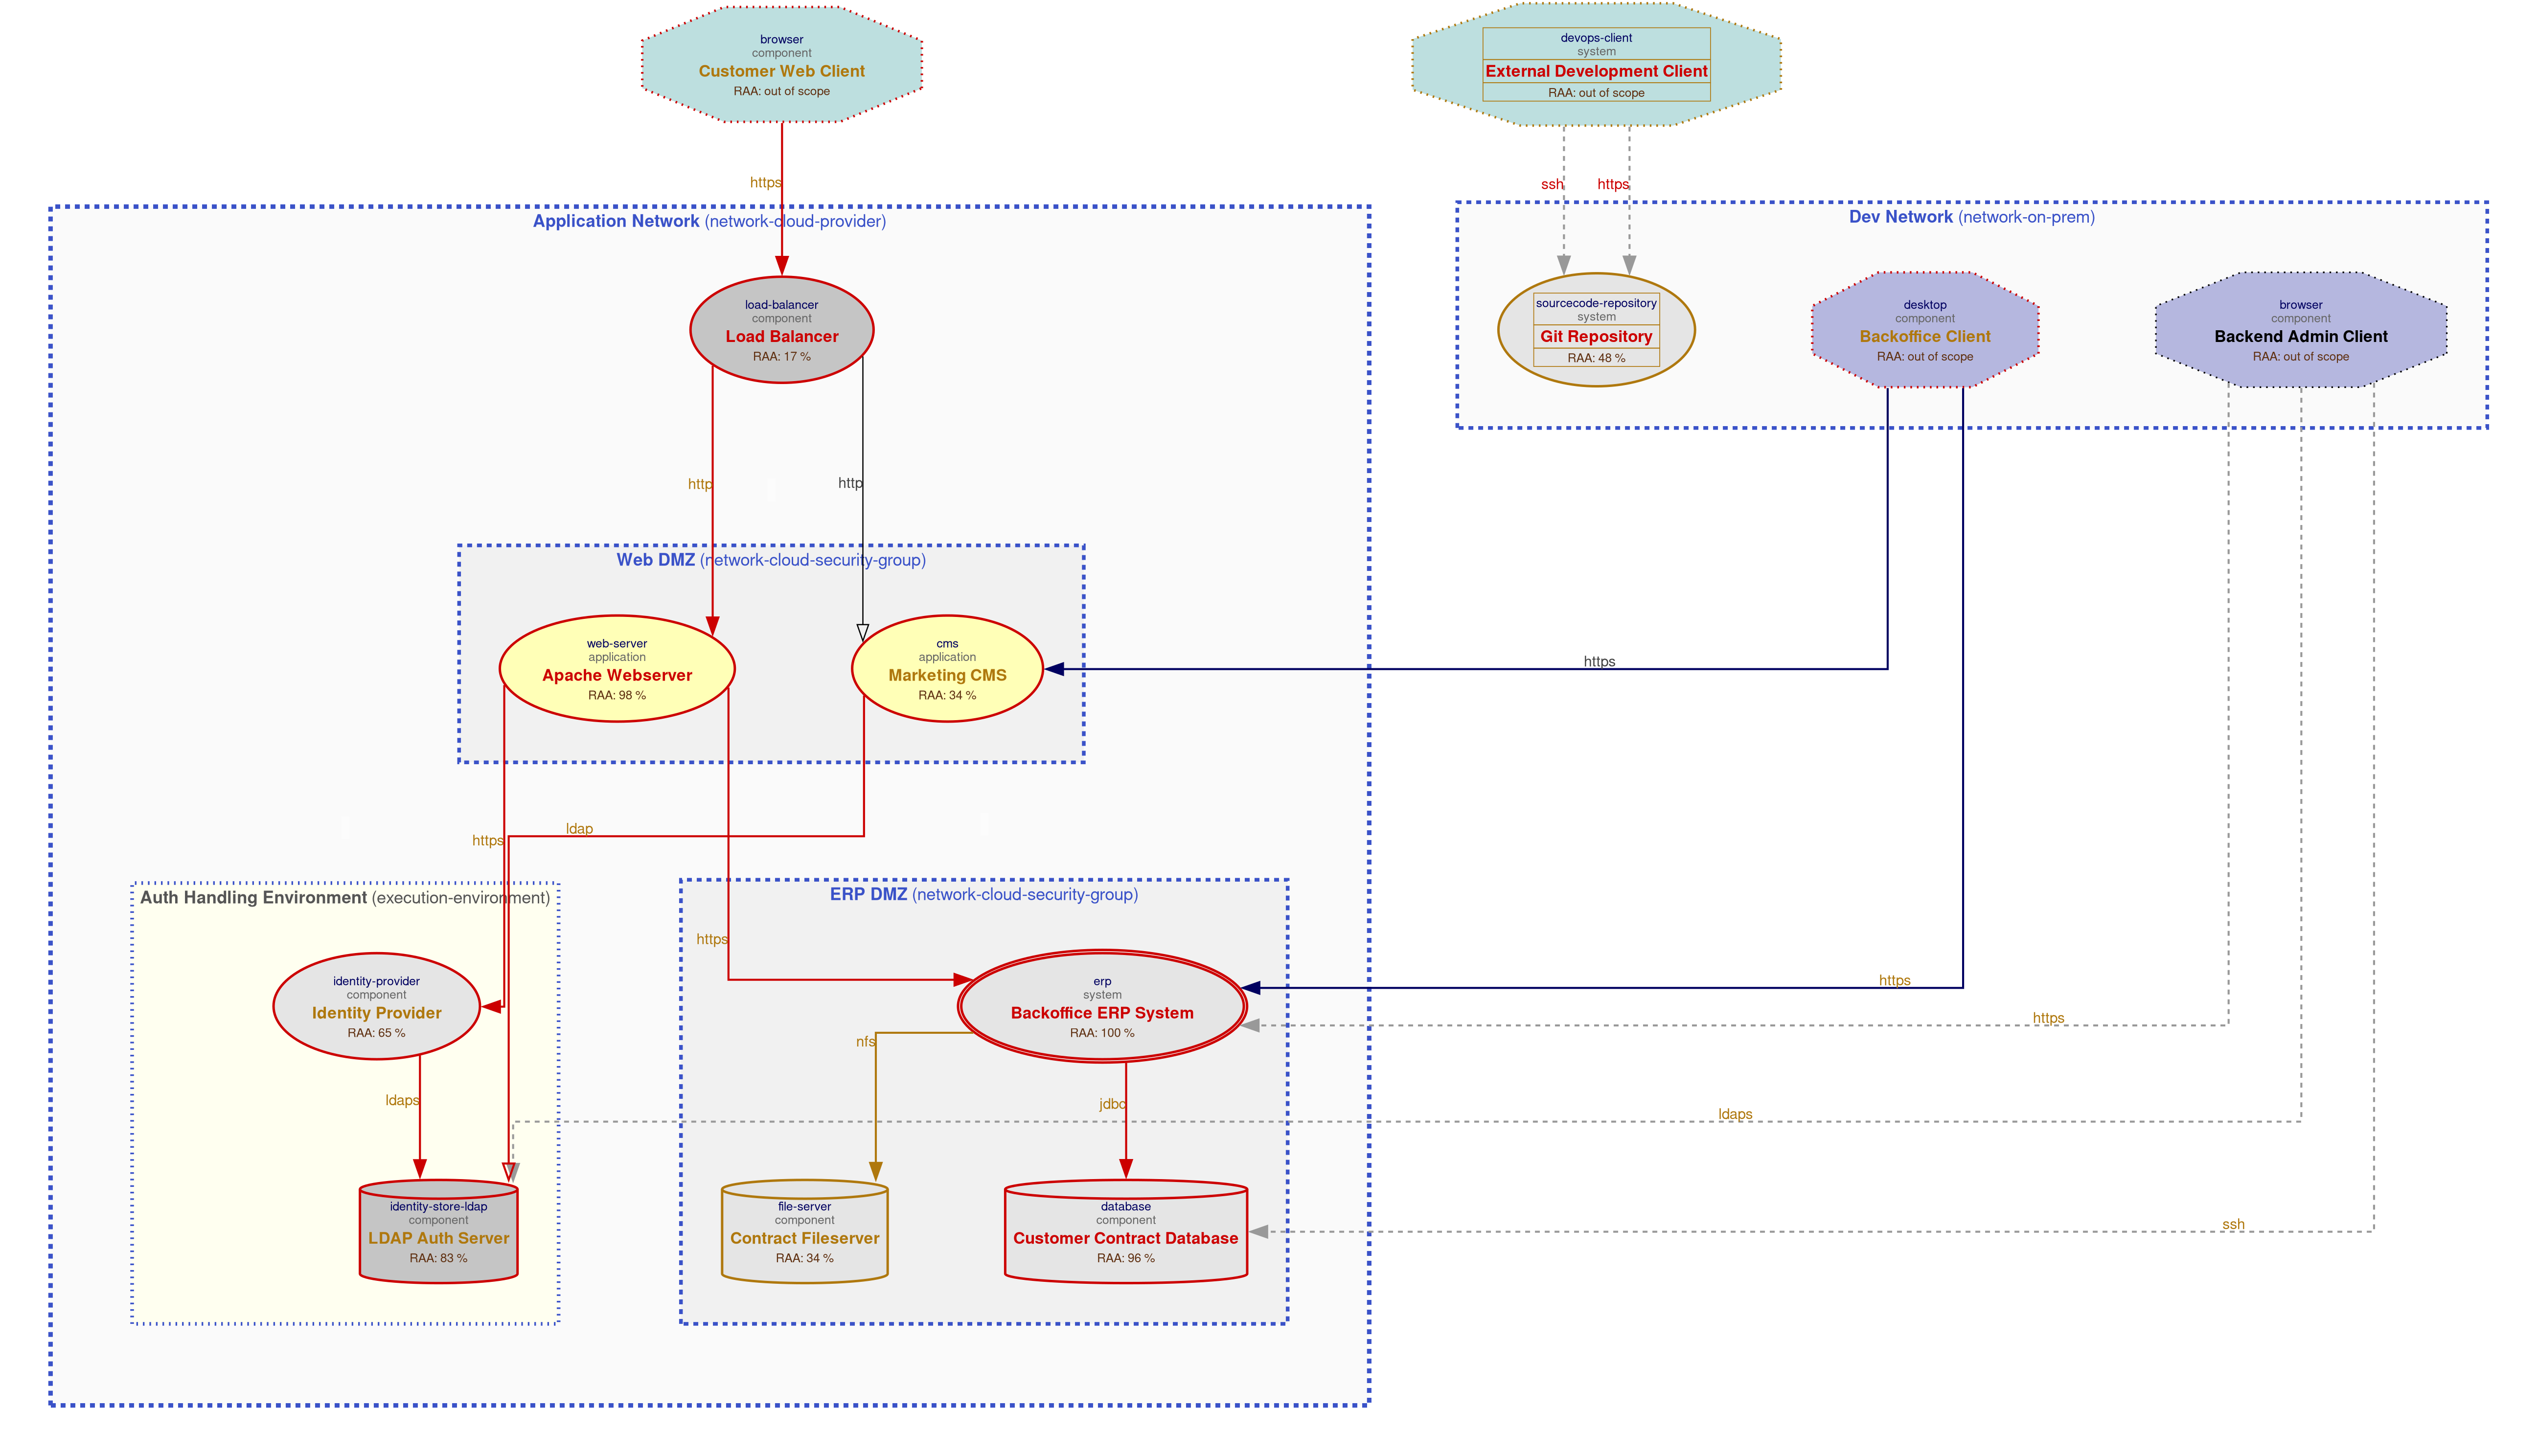 browser
component
Customer Web Client
RAA: out of scope
devops-client
system
External Development Client
RAA: out of scope
https
ssh
https
Application Network (network-cloud-provider)
Dev Network (network-on-prem)
load-balancer
component
Load Balancer
RAA: 17 %
sourcecode-repository
system
Git Repository
RAA: 48 %
desktop
component
Backoffice Client
RAA: out of scope
browser
component
Backend Admin Client
RAA: out of scope
http
http
Web DMZ (network-cloud-security-group)
web-server
application
Apache Webserver
RAA: 98 %
cms
application
Marketing CMS
RAA: 34 %
https
ldap
https
Auth Handling Environment (execution-environment)
ERP DMZ (network-cloud-security-group)
https
identity-provider
component
Identity Provider
RAA: 65 %
erp
system
Backoffice ERP System
RAA: 100 %
https
https
nfs
ldaps
jdbc
ldaps
identity-store-ldap
component
LDAP Auth Server
RAA: 83 %
file-server
component
Contract Fileserver
RAA: 34 %
database
component
Customer Contract Database
RAA: 96 %
ssh